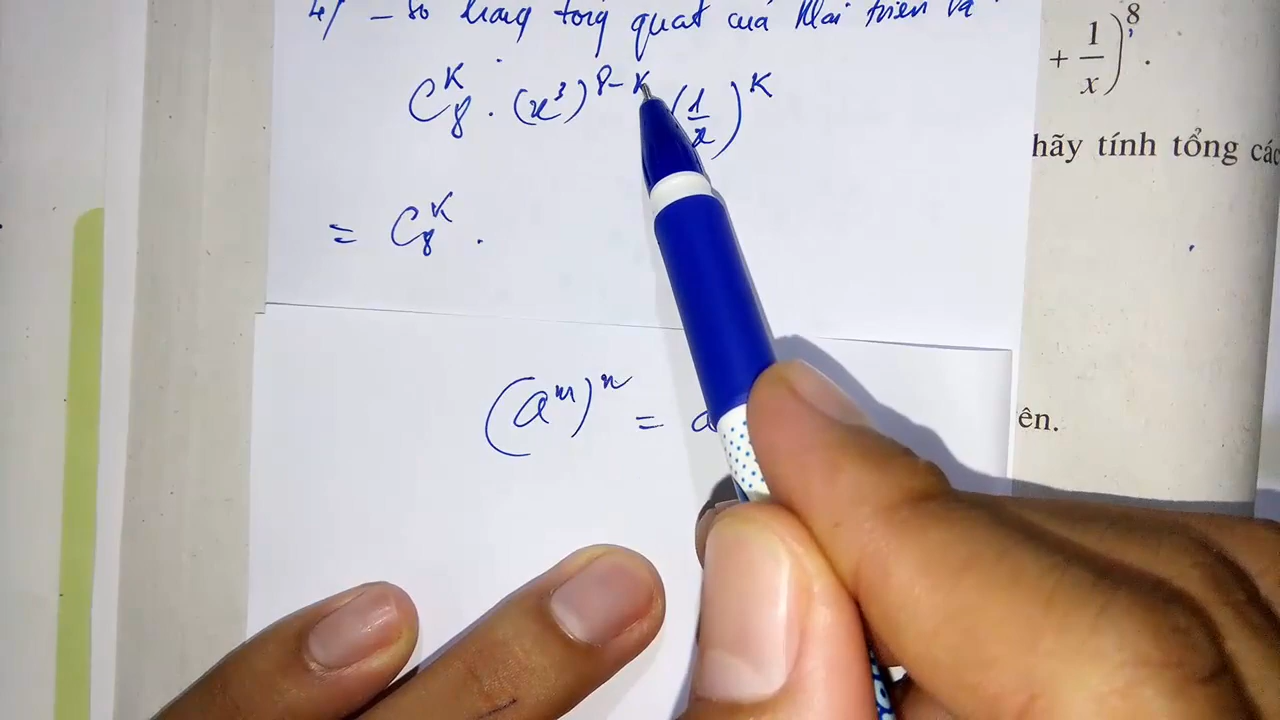 4/ – Số hạng tổng quát của khai triển là
C₈ᴷ . (x³)⁸⁻ᴷ (1/x)ᴷ
= C₈ᴷ .
(aᵐ)ⁿ = a
+ 1/x)⁸.
hãy tính tổng các
ên.